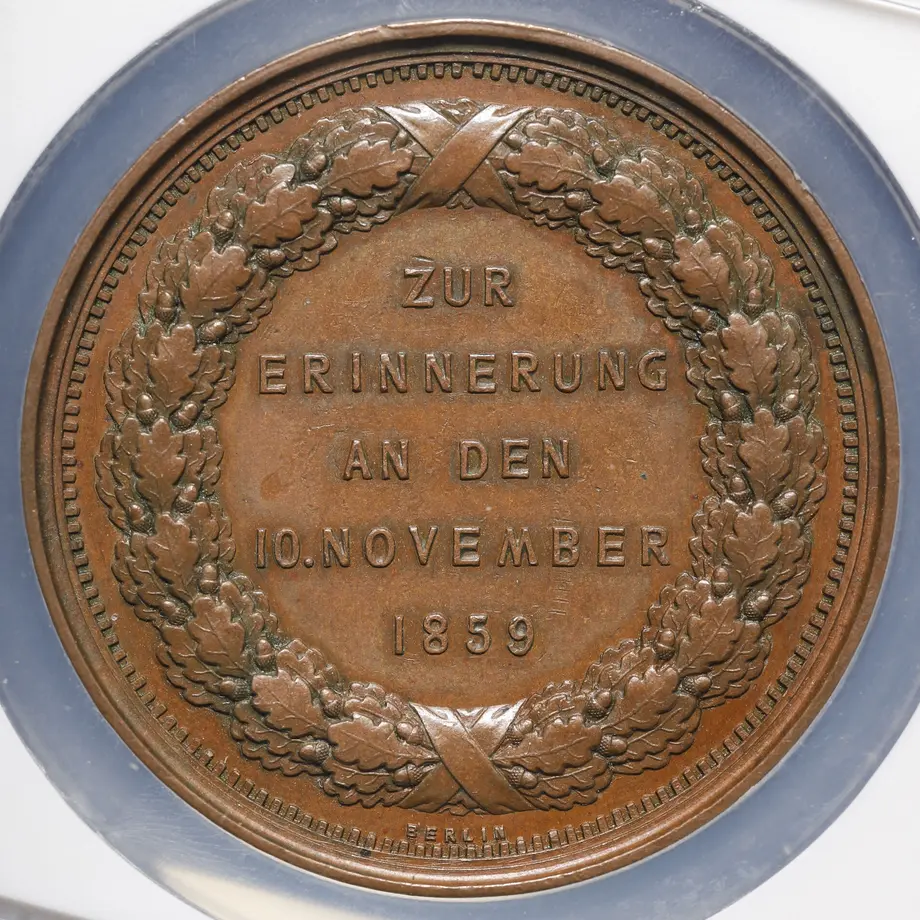 ZUR
ERINNERUNG
AN DEN
10.NOVEMBER
1859
BERLIN